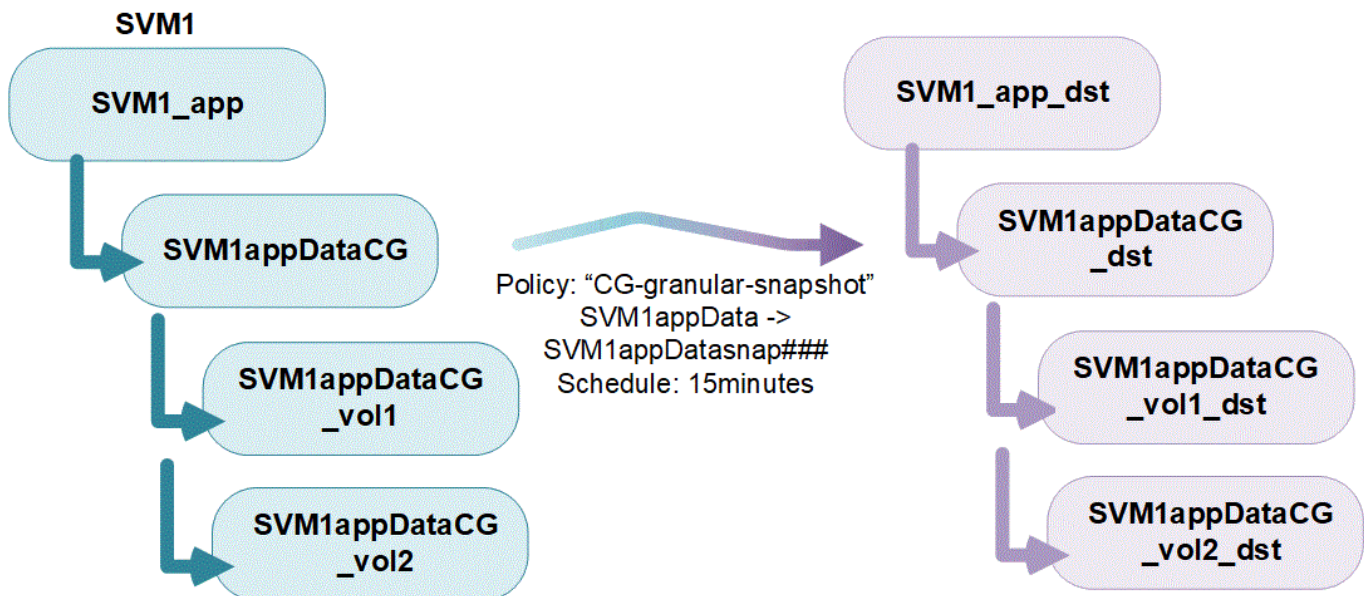 SVM1
SVM1_app
SVM1appDataCG
SVM1appDataCG
_vol1
SVM1appDataCG
_vol2
Policy: “CG-granular-snapshot”
SVM1appData ->
SVM1appDatasnap###
Schedule: 15minutes
SVM1_app_dst
SVM1appDataCG
_dst
SVM1appDataCG
_vol1_dst
SVM1appDataCG
_vol2_dst